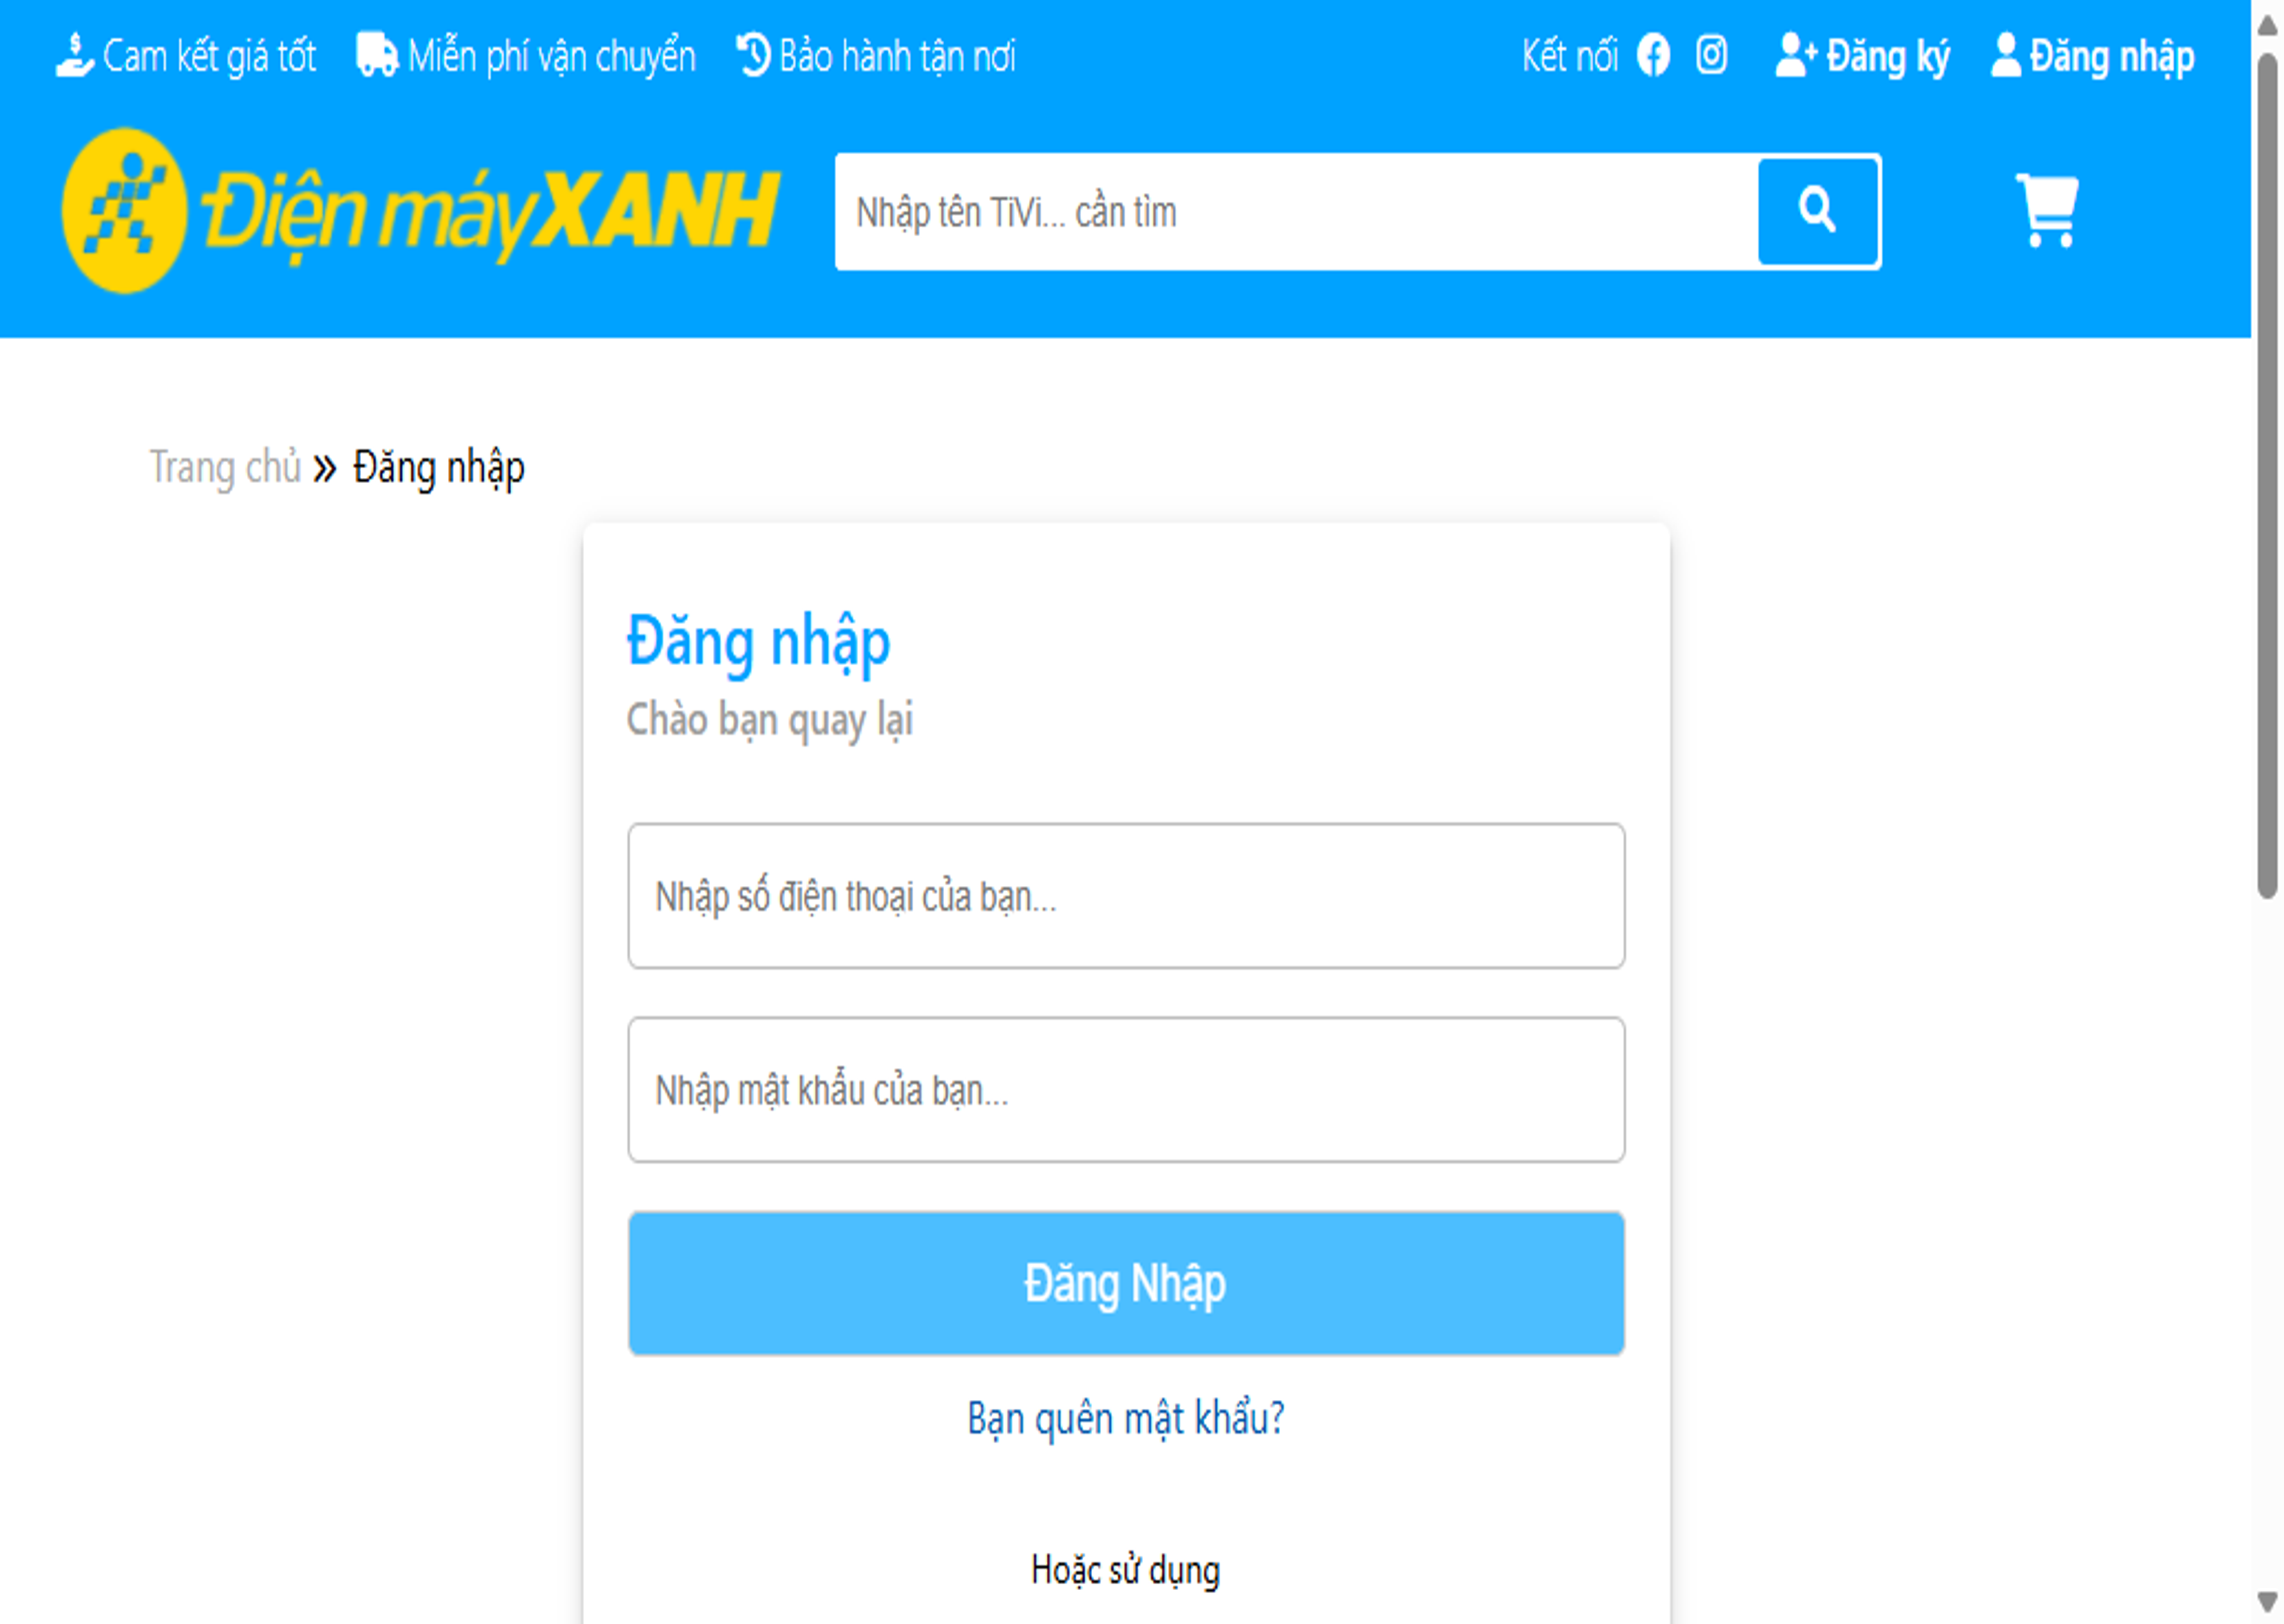 Cam kết giá tốt Miễn phí vận chuyển Bảo hành tận nơi Kết nối Đăng ký Đăng nhập
Điện máyXANH Nhập tên TiVi... cần tìm
Trang chủ » Đăng nhập
Đăng nhập
Chào bạn quay lại
Nhập số điện thoại của bạn...
Nhập mật khẩu của bạn...
Đăng Nhập
Bạn quên mật khẩu?
Hoặc sử dụng